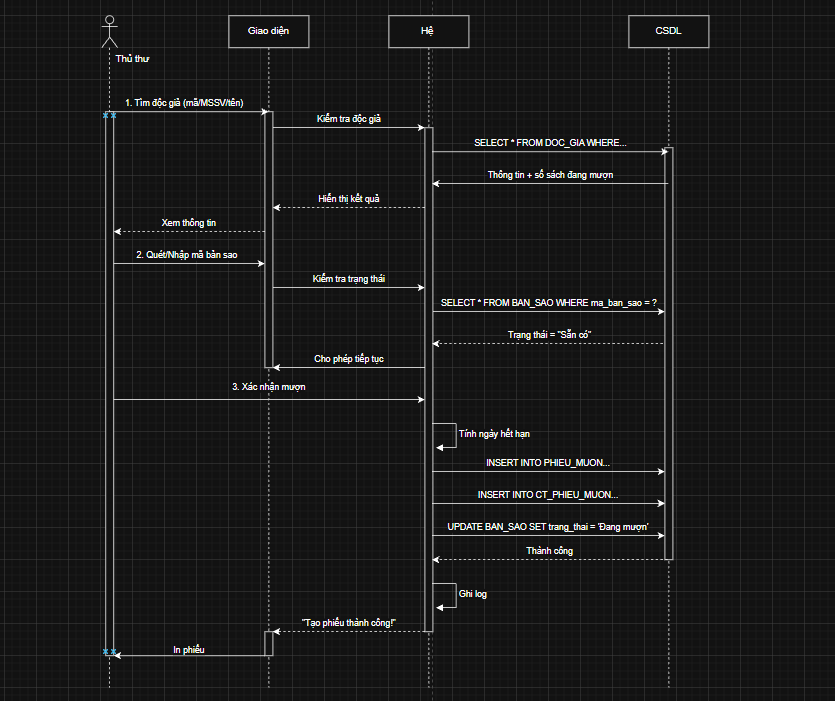 Giao diện
Hệ
CSDL
Thủ thư
1. Tìm độc giả (mã/MSSV/tên)
Kiểm tra độc giả
SELECT * FROM DOC_GIA WHERE...
Thông tin + số sách đang mượn
Hiển thị kết quả
Xem thông tin
2. Quét/Nhập mã bản sao
Kiểm tra trạng thái
SELECT * FROM BAN_SAO WHERE ma_ban_sao = ?
Trạng thái = "Sẵn có"
Cho phép tiếp tục
3. Xác nhận mượn
Tính ngày hết hạn
INSERT INTO PHIEU_MUON...
INSERT INTO CT_PHIEU_MUON...
UPDATE BAN_SAO SET trang_thai = 'Đang mượn'
Thành công
Ghi log
"Tạo phiếu thành công!"
In phiếu